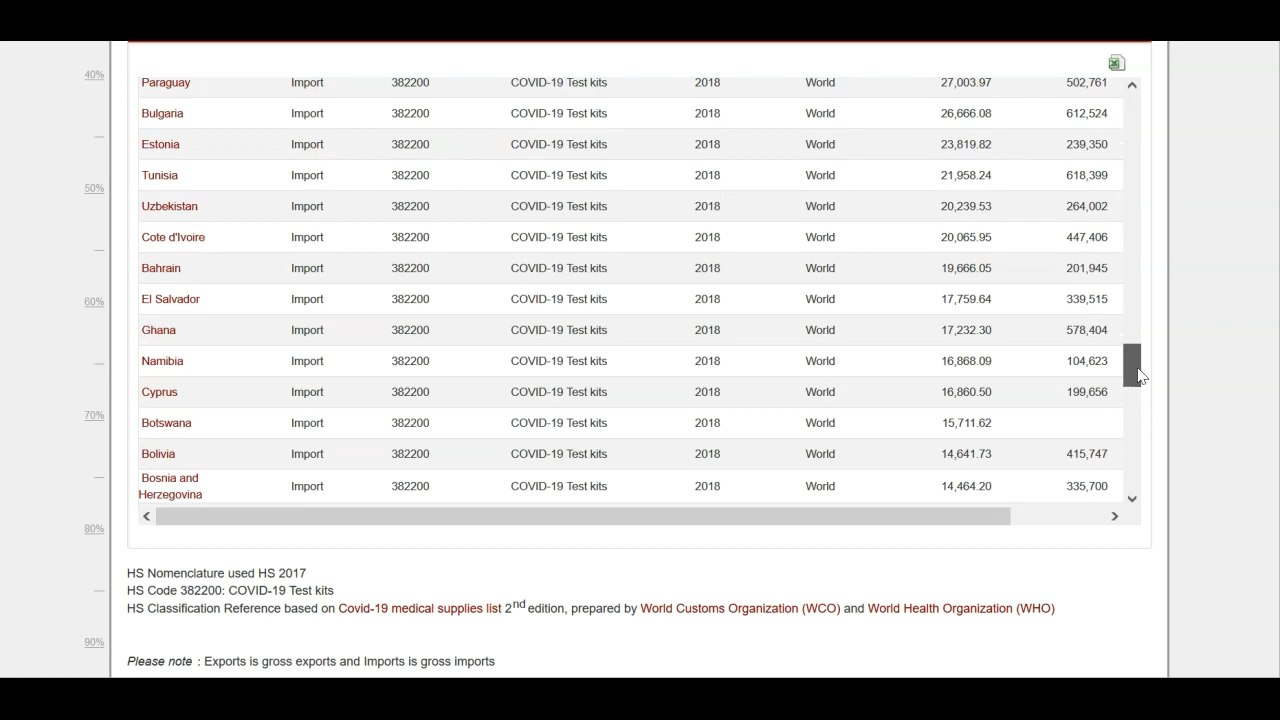 40%
50%
60%
70%
80%
90%
Paraguay Import 382200 COVID-19 Test kits 2018 World 27,003.97 502,761
Bulgaria Import 382200 COVID-19 Test kits 2018 World 26,666.08 612,524
Estonia Import 382200 COVID-19 Test kits 2018 World 23,819.82 239,350
Tunisia Import 382200 COVID-19 Test kits 2018 World 21,958.24 618,399
Uzbekistan Import 382200 COVID-19 Test kits 2018 World 20,239.53 264,002
Cote d'Ivoire Import 382200 COVID-19 Test kits 2018 World 20,065.95 447,406
Bahrain Import 382200 COVID-19 Test kits 2018 World 19,666.05 201,945
El Salvador Import 382200 COVID-19 Test kits 2018 World 17,759.64 339,515
Ghana Import 382200 COVID-19 Test kits 2018 World 17,232.30 578,404
Namibia Import 382200 COVID-19 Test kits 2018 World 16,868.09 104,623
Cyprus Import 382200 COVID-19 Test kits 2018 World 16,860.50 199,656
Botswana Import 382200 COVID-19 Test kits 2018 World 15,711.62
Bolivia Import 382200 COVID-19 Test kits 2018 World 14,641.73 415,747
Bosnia and
Herzegovina Import 382200 COVID-19 Test kits 2018 World 14,464.20 335,700
HS Nomenclature used HS 2017
HS Code 382200: COVID-19 Test kits
HS Classification Reference based on Covid-19 medical supplies list 2nd edition, prepared by World Customs Organization (WCO) and World Health Organization (WHO)
Please note : Exports is gross exports and Imports is gross imports